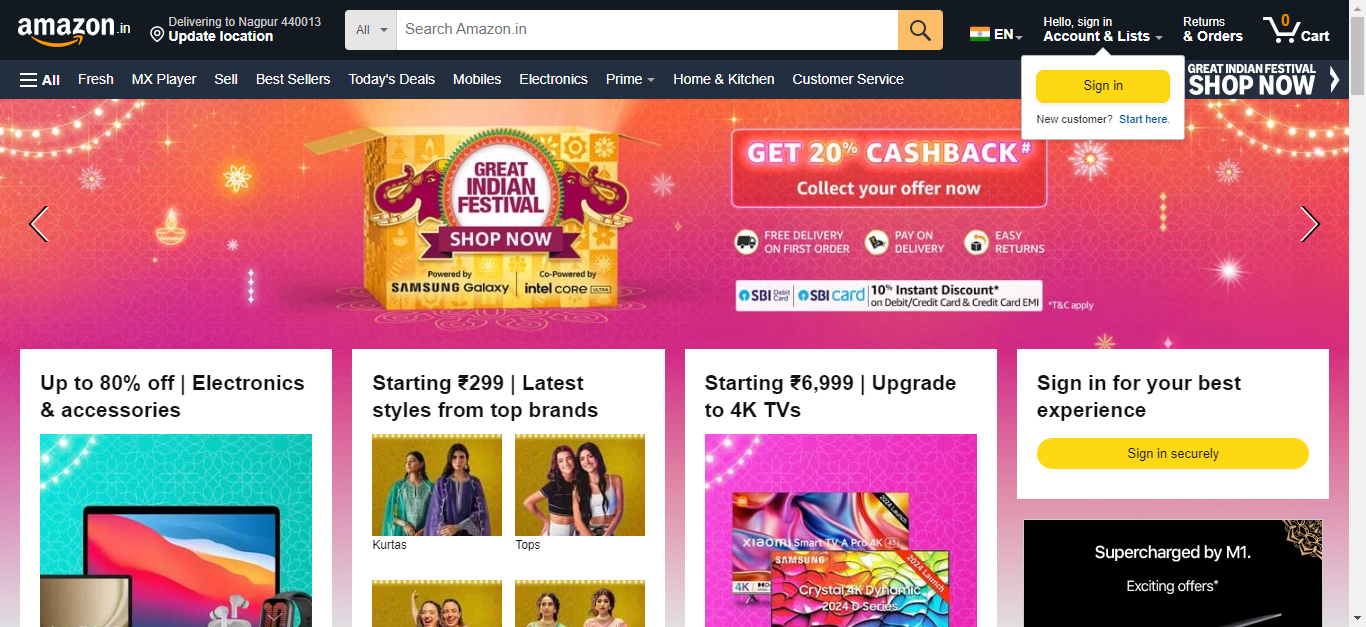 amazon.in
Delivering to Nagpur 440013
Update location
All
Search Amazon.in
EN
Hello, sign in
Account & Lists
Returns
& Orders
0
Cart
All
Fresh
MX Player
Sell
Best Sellers
Today's Deals
Mobiles
Electronics
Prime
Home & Kitchen
Customer Service
GREAT INDIAN FESTIVAL
SHOP NOW
Sign in
New customer? Start here.
GREAT
INDIAN
FESTIVAL
SHOP NOW
Powered by
SAMSUNG Galaxy
Co-Powered by
intel CORE ULTRA
GET 20% CASHBACK#
Collect your offer now
FREE DELIVERY
ON FIRST ORDER
PAY ON
DELIVERY
EASY
RETURNS
SBI Debit Card
SBI card
10% Instant Discount*
on Debit/Credit Card & Credit Card EMI
*T&C apply
Up to 80% off | Electronics
& accessories
Starting ₹299 | Latest
styles from top brands
Kurtas
Tops
Starting ₹6,999 | Upgrade
to 4K TVs
2024 Launch
XIAOMI Smart TV A Pro 4K (43)
SAMSUNG
2024 Launch
4K
Crystal 4K Dynamic
2024 D Series
Sign in for your best
experience
Sign in securely
Supercharged by M1.
Exciting offers*